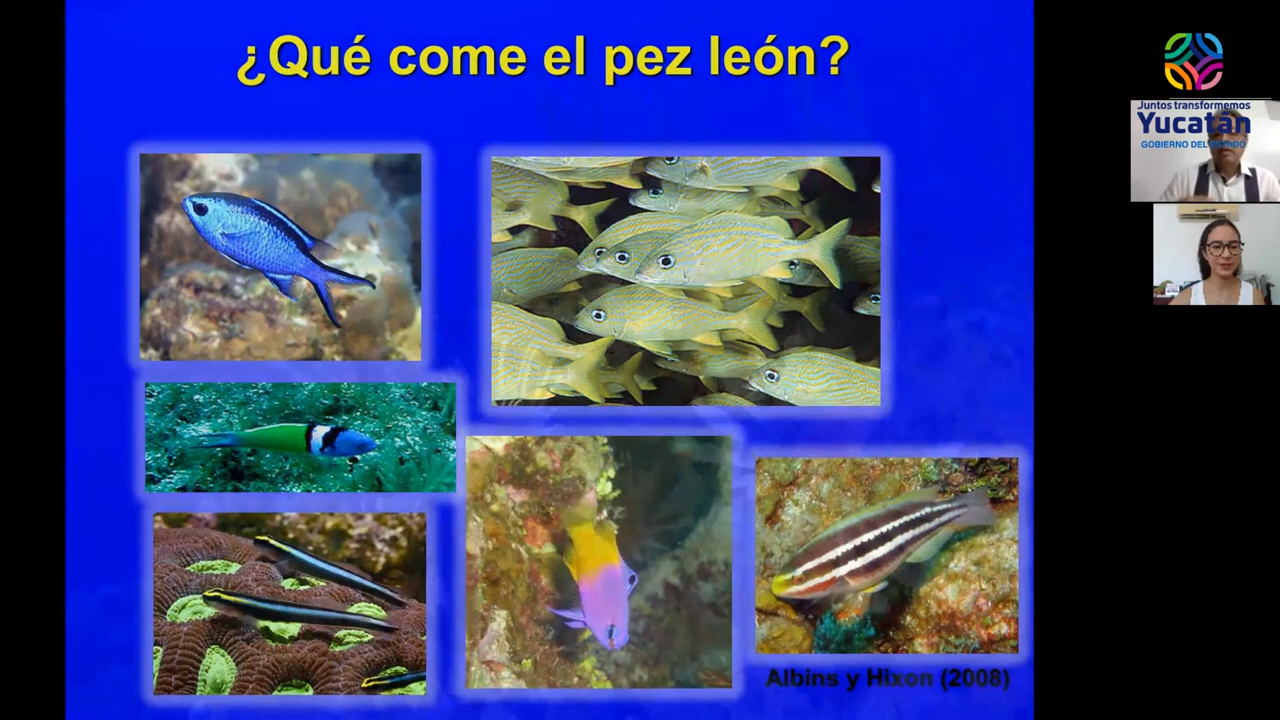 ¿Qué come el pez león?
Juntos transformemos
Yucatán
GOBIERNO DEL ESTADO
Albins y Hixon (2008)